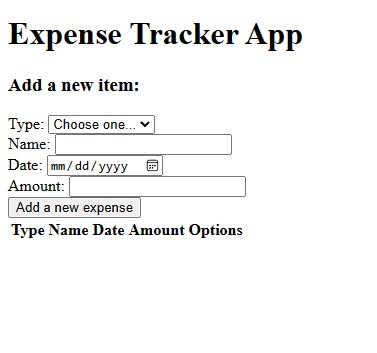 Expense Tracker App
Add a new item:
Type: Choose one...
Name:
Date: mm/dd/yyyy
Amount:
Add a new expense
Type Name Date Amount Options